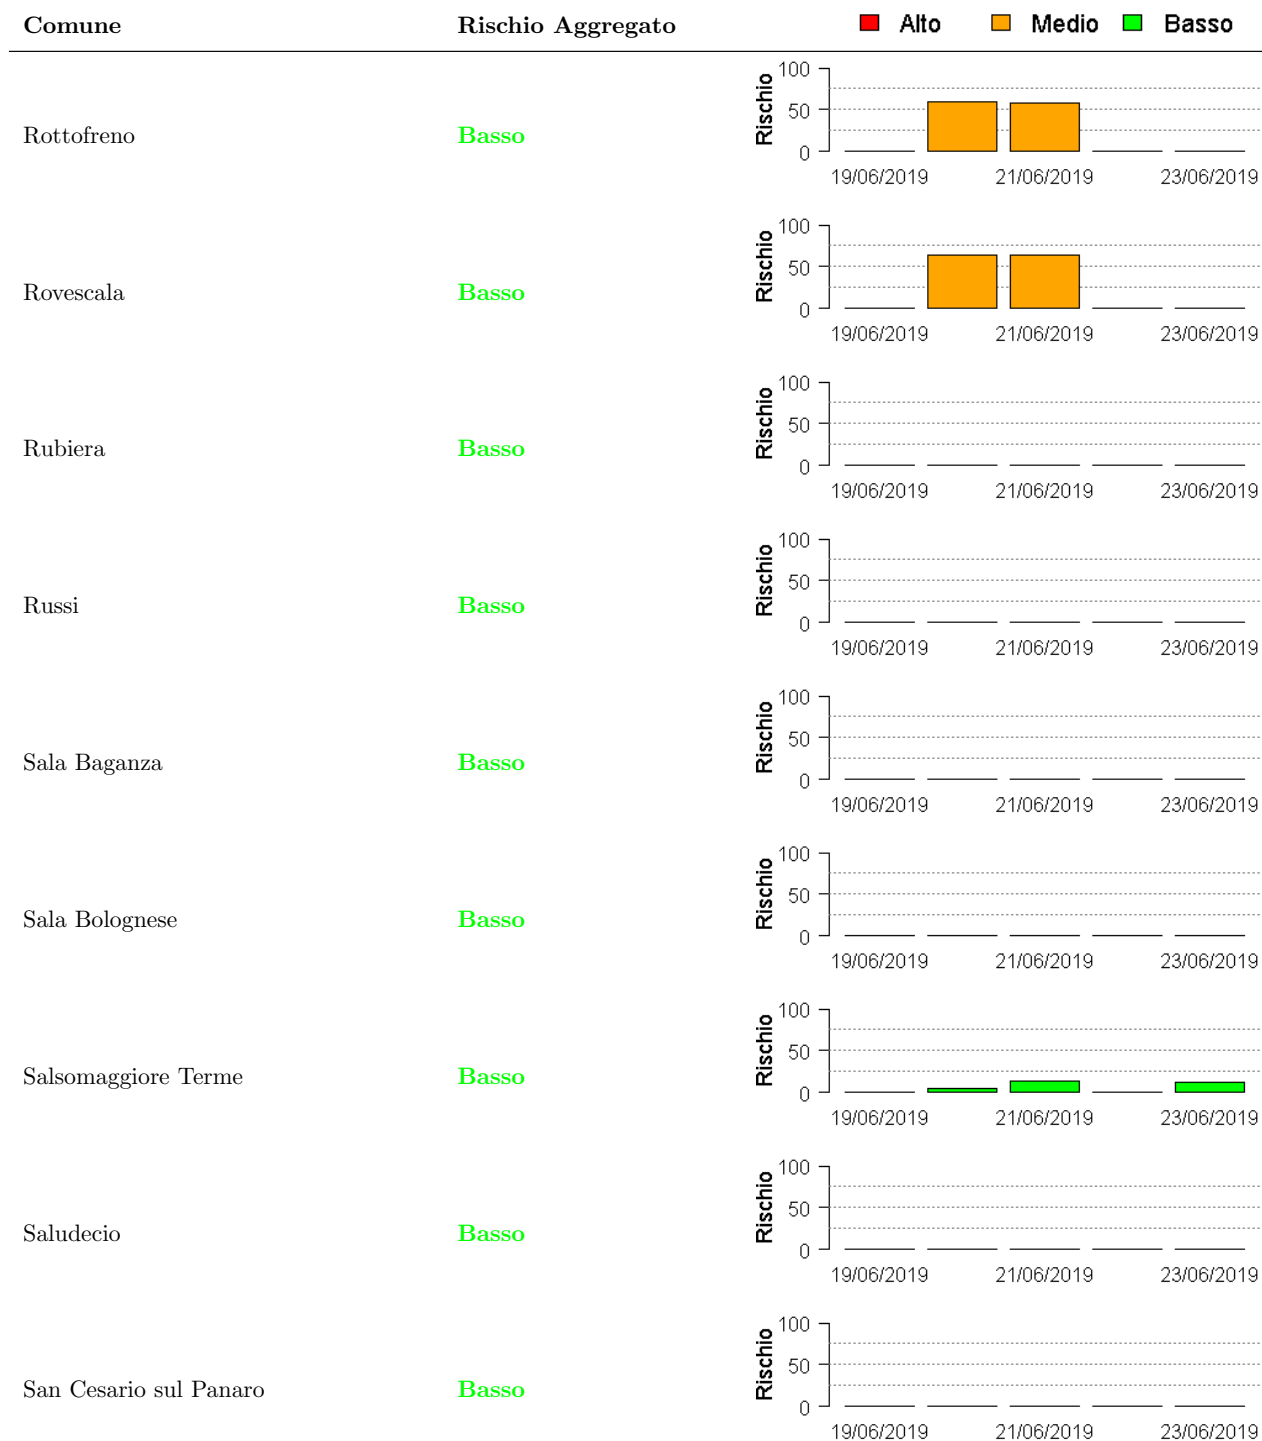 Comune Rischio Aggregato Alto Medio Basso
Rottofreno Basso Rischio 100 50 0
19/06/2019 21/06/2019 23/06/2019
Rovescala Basso Rischio 100 50 0
19/06/2019 21/06/2019 23/06/2019
Rubiera Basso Rischio 100 50 0
19/06/2019 21/06/2019 23/06/2019
Russi Basso Rischio 100 50 0
19/06/2019 21/06/2019 23/06/2019
Sala Baganza Basso Rischio 100 50 0
19/06/2019 21/06/2019 23/06/2019
Sala Bolognese Basso Rischio 100 50 0
19/06/2019 21/06/2019 23/06/2019
Salsomaggiore Terme Basso Rischio 100 50 0
19/06/2019 21/06/2019 23/06/2019
Saludecio Basso Rischio 100 50 0
19/06/2019 21/06/2019 23/06/2019
San Cesario sul Panaro Basso Rischio 100 50 0
19/06/2019 21/06/2019 23/06/2019